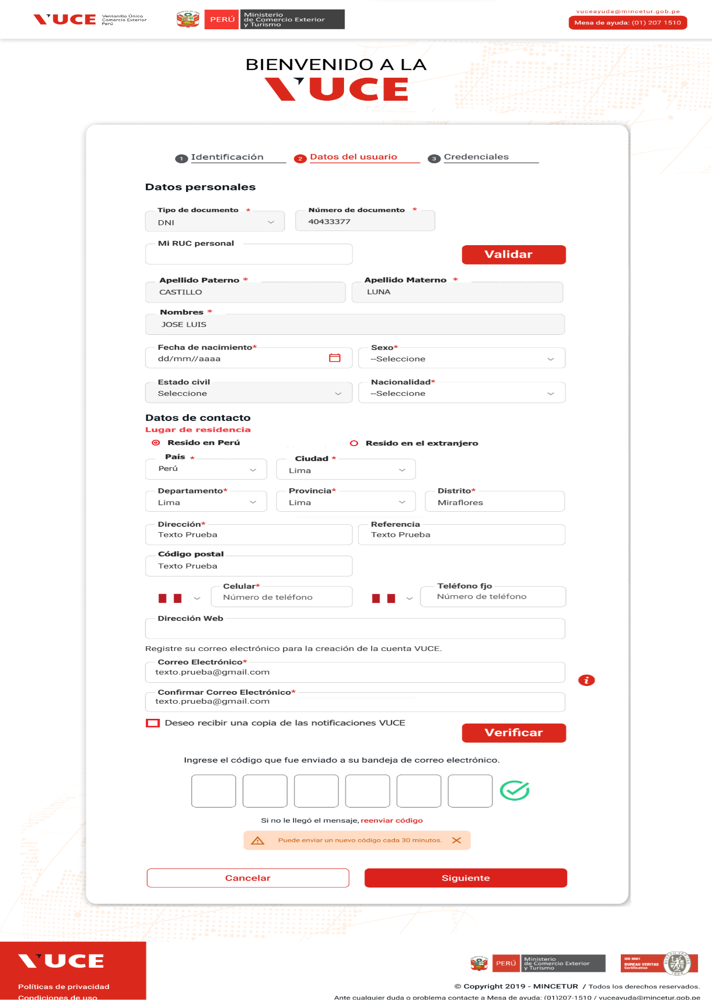 VUCE Ventanilla Única
Comercio Exterior
Perú
PERÚ Ministerio
de Comercio Exterior
y Turismo
vuceayuda@mincetur.gob.pe
Mesa de ayuda: (01) 207 1510
BIENVENIDO A LA
VUCE
1 Identificación 2 Datos del usuario 3 Credenciales
Datos personales
Tipo de documento * Número de documento *
DNI 40433377
Mi RUC personal
Validar
Apellido Paterno * Apellido Materno *
CASTILLO LUNA
Nombres *
JOSE LUIS
Fecha de nacimiento* Sexo*
dd/mm//aaaa --Seleccione
Estado civil Nacionalidad*
Seleccione --Seleccione
Datos de contacto
Lugar de residencia
Resido en Perú Resido en el extranjero
País * Ciudad *
Perú Lima
Departamento* Provincia* Distrito*
Lima Lima Miraflores
Dirección* Referencia
Texto Prueba Texto Prueba
Código postal
Texto Prueba
Celular* Teléfono fjo
Número de teléfono Número de teléfono
Dirección Web
Registre su correo electrónico para la creación de la cuenta VUCE.
Correo Electrónico*
texto.prueba@gmail.com
i
Confirmar Correo Electrónico*
texto.prueba@gmail.com
Deseo recibir una copia de las notificaciones VUCE
Verificar
Ingrese el código que fue enviado a su bandeja de correo electrónico.
Si no le llegó el mensaje, reenviar código
Puede enviar un nuevo código cada 30 minutos.
Cancelar Siguiente
VUCE
Políticas de privacidad
Condiciones de uso
PERÚ Ministerio
de Comercio Exterior
y Turismo
ISO 9001
BUREAU VERITAS
Certification
BUREAU VERITAS
1828
© Copyright 2019 - MINCETUR / Todos los derechos reservados.
Ante cualquier duda o problema contacte a Mesa de ayuda: (01)207-1510 / vuceayuda@mincetur.gob.pe